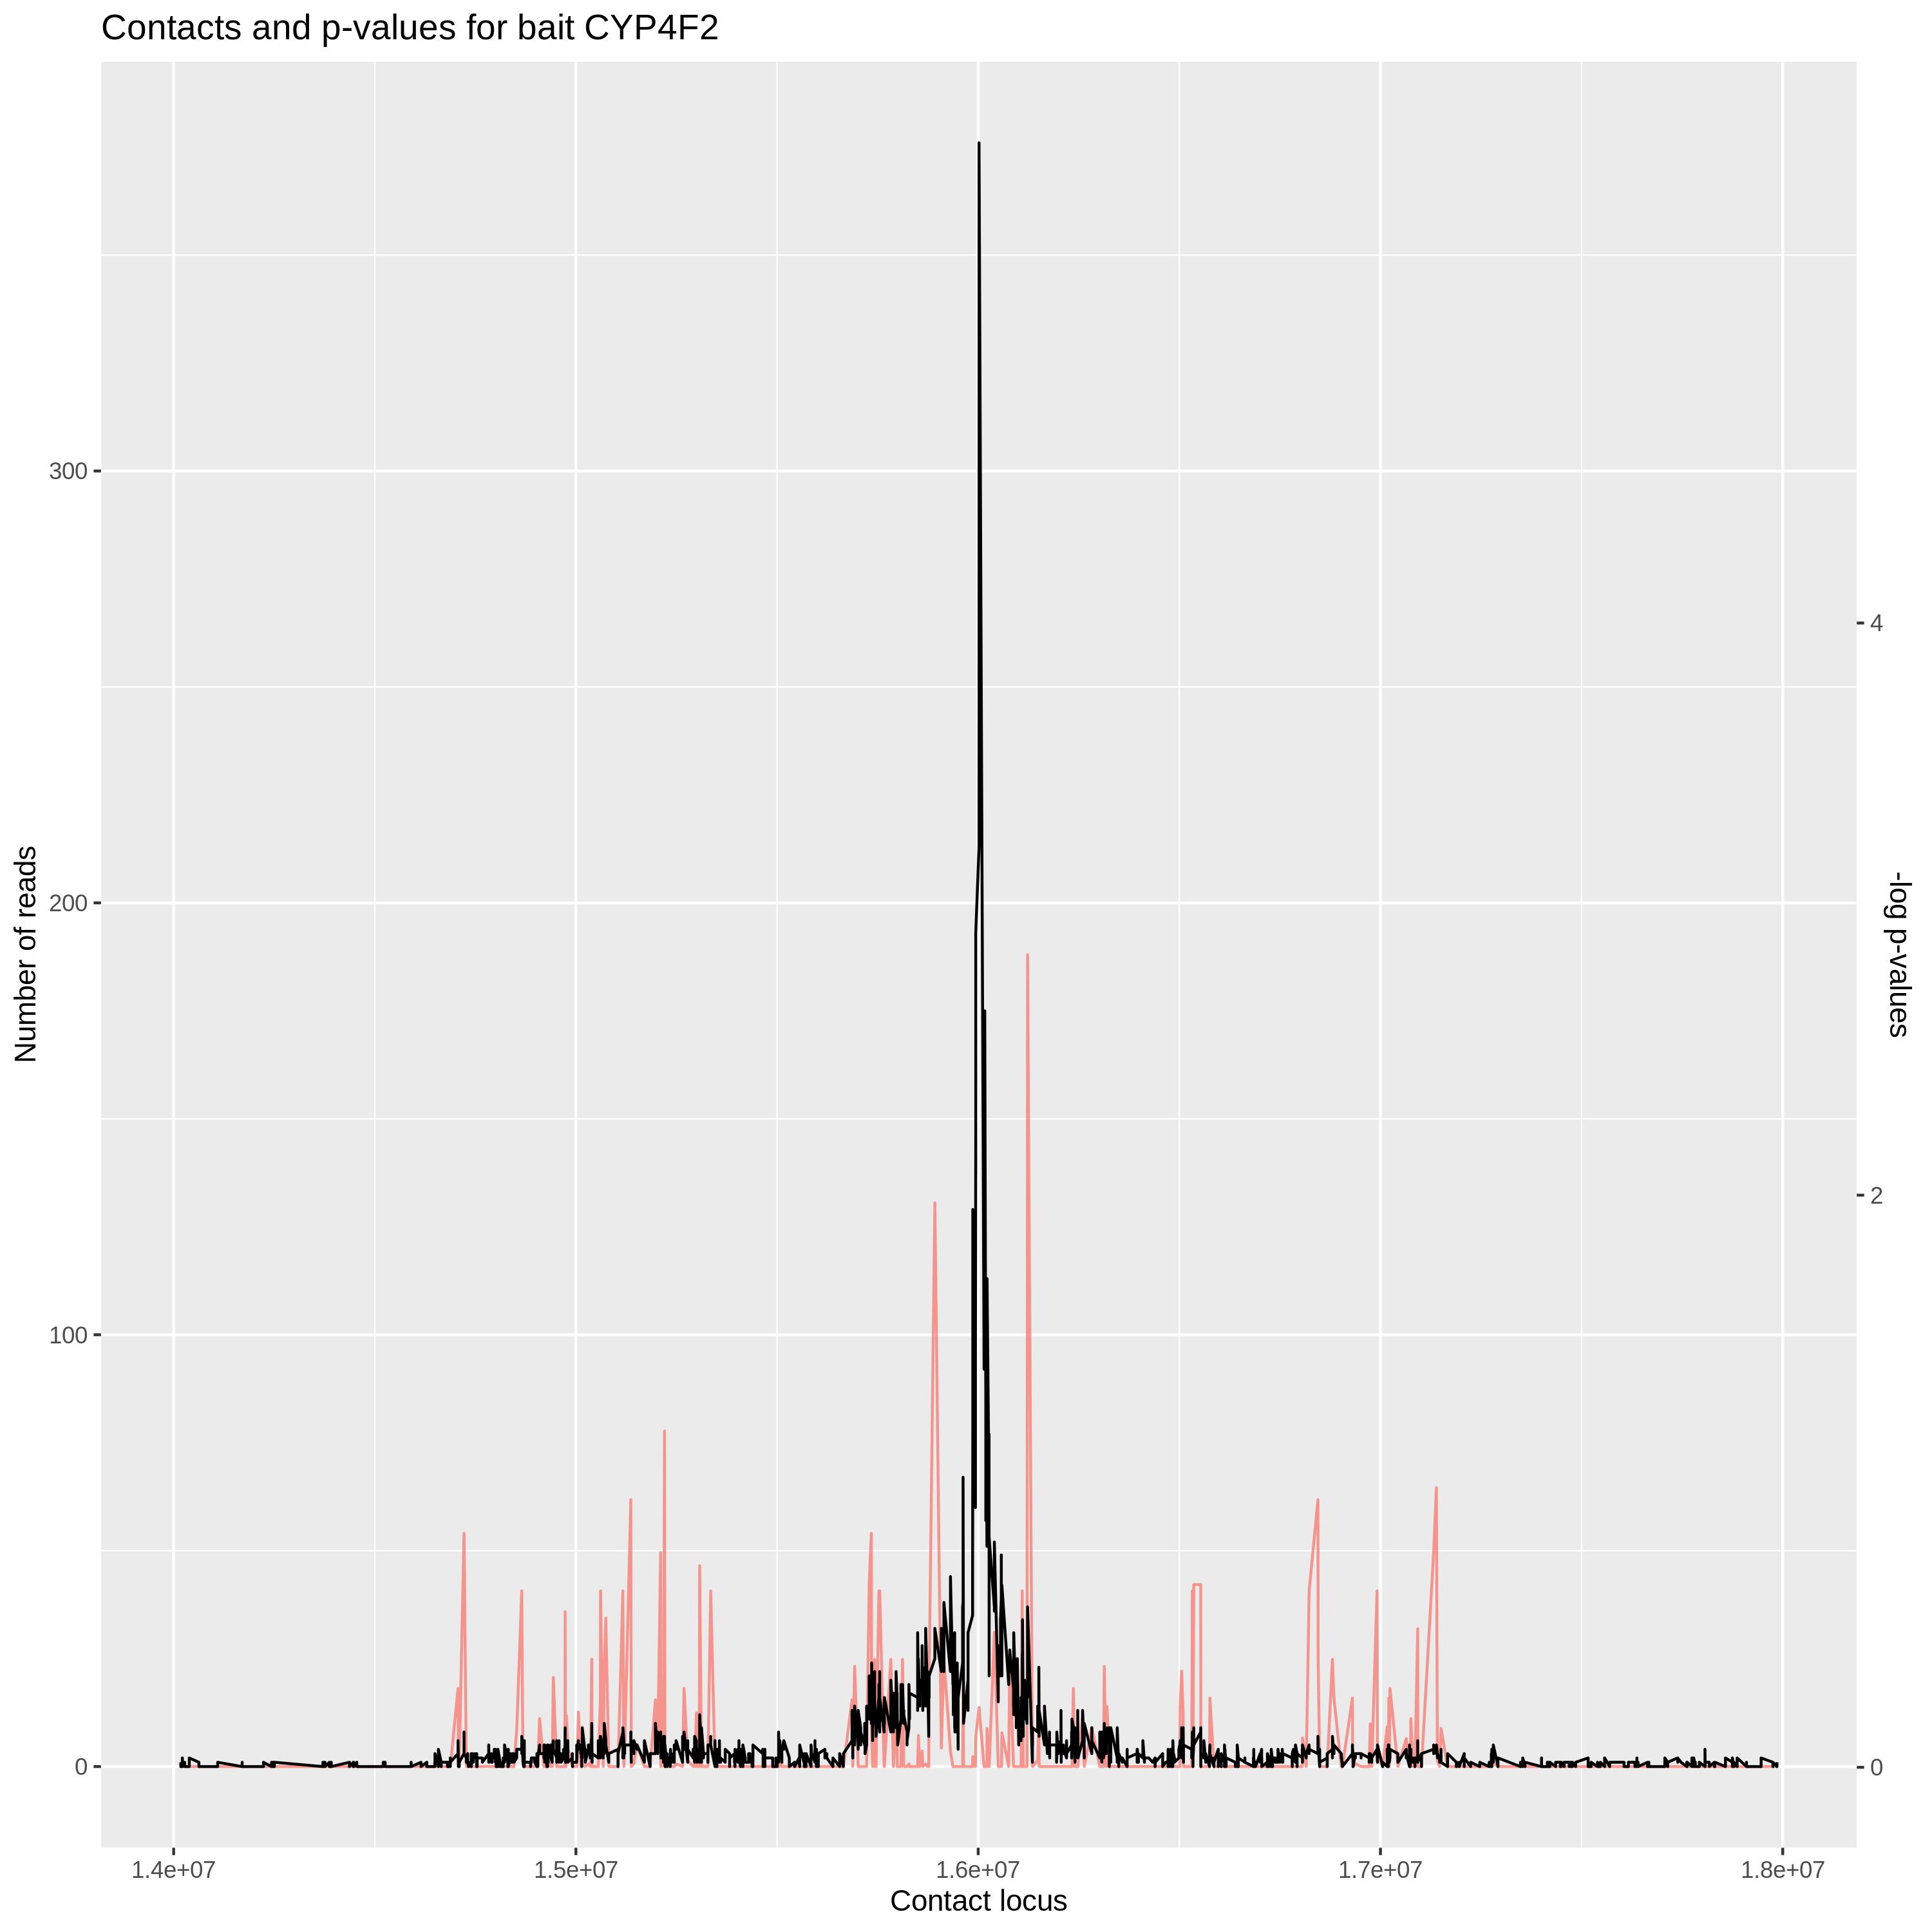 Contacts and p-values for bait CYP4F2
Number of reads
300
200
100
0
4
2
0
-log p-values
1.4e+07 1.5e+07 1.6e+07 1.7e+07 1.8e+07
Contact locus